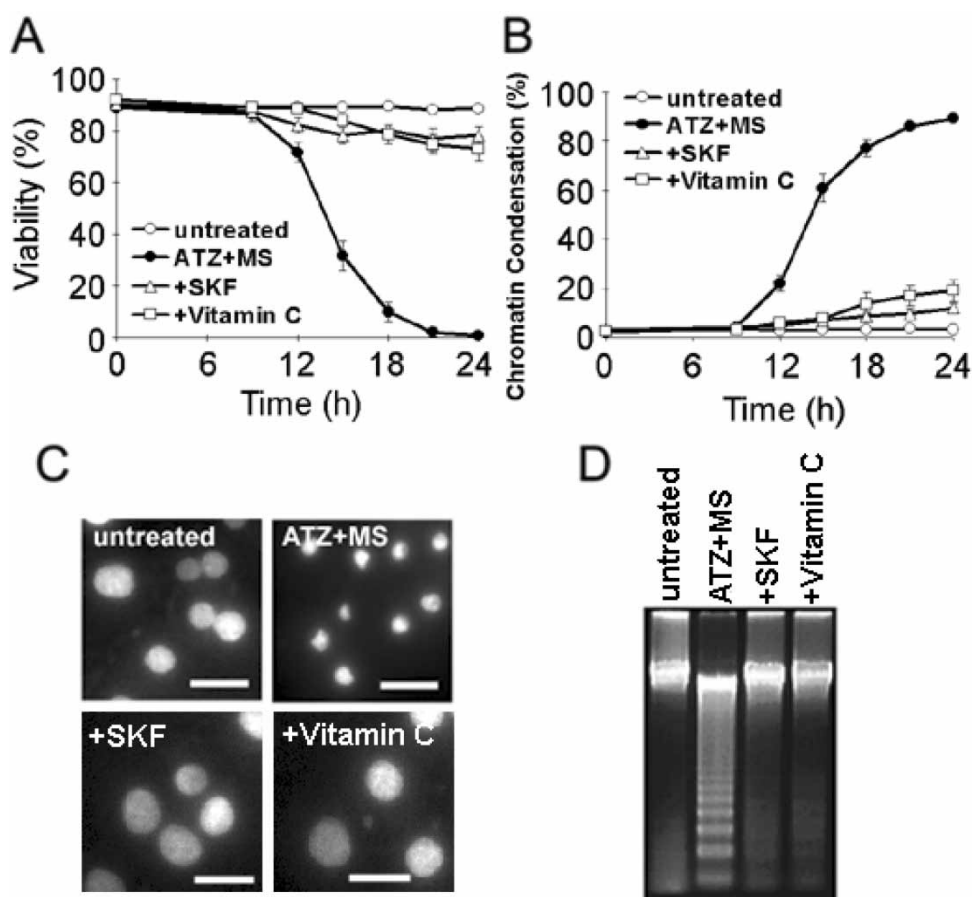 A
Viability (%)
100
80
60
40
20
0
untreated
ATZ+MS
+SKF
+Vitamin C
0 6 12 18 24
Time (h)
B
Chromatin Condensation (%)
100
80
60
40
20
0
untreated
ATZ+MS
+SKF
+Vitamin C
0 6 12 18 24
Time (h)
C
untreated
ATZ+MS
+SKF
+Vitamin C
D
untreated
ATZ+MS
+SKF
+Vitamin C